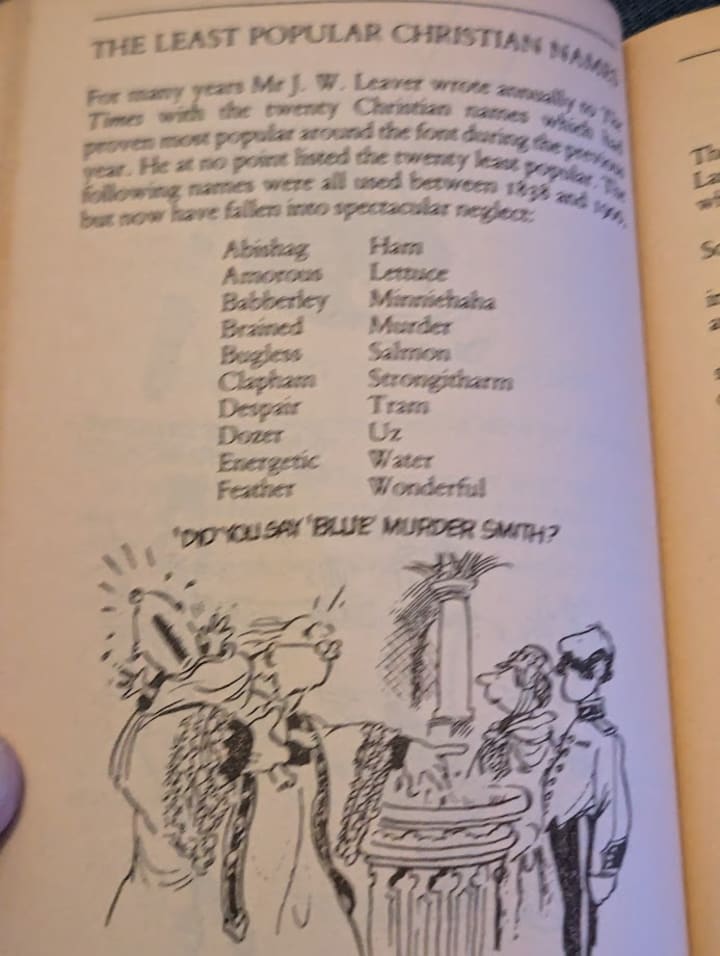 THE LEAST POPULAR CHRISTIAN NAMES
For many years Mr J. W. Leaver wrote annually to The
Times with the twenty Christian names which had
proven most popular around the font during the previous
year. He at no point listed the twenty least popular. The
following names were all used between 1838 and
but now have fallen into spectacular neglect:
Abishag Ham
Amorous Lettuce
Babberley Minniehaha
Brained Murder
Bugless Salmon
Clapham Strongitharm
Despair Tram
Dozer Uz
Energetic Water
Feather Wonderful
'DID YOU SAY 'BLUE' MURDER SMITH?